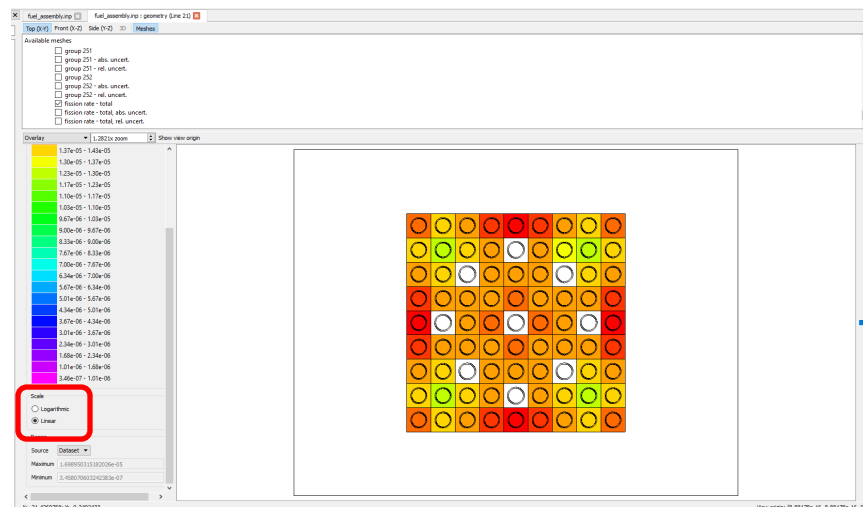 fuel_assembly.inp fuel_assembly.inp : geometry (Line 21)
Top (X-Y) Front (X-Z) Side (Y-Z) 3D Meshes
Available meshes
group 251
group 251 - abs. uncert.
group 251 - rel. uncert.
group 252
group 252 - abs. uncert.
group 252 - rel. uncert.
fission rate - total
fission rate - total, abs. uncert.
fission rate - total, rel. uncert.
Overlay 1.2821x zoom Show view origin
1.37e-05 - 1.43e-05
1.30e-05 - 1.37e-05
1.23e-05 - 1.30e-05
1.17e-05 - 1.23e-05
1.10e-05 - 1.17e-05
1.03e-05 - 1.10e-05
9.67e-06 - 1.03e-05
9.00e-06 - 9.67e-06
8.33e-06 - 9.00e-06
7.67e-06 - 8.33e-06
7.00e-06 - 7.67e-06
6.34e-06 - 7.00e-06
5.67e-06 - 6.34e-06
5.01e-06 - 5.67e-06
4.34e-06 - 5.01e-06
3.67e-06 - 4.34e-06
3.01e-06 - 3.67e-06
2.34e-06 - 3.01e-06
1.68e-06 - 2.34e-06
1.01e-06 - 1.68e-06
3.46e-07 - 1.01e-06
Scale
Logarithmic
Linear
Source Dataset
Maximum 1.698950315182026e-05
Minimum 3.458070603242383e-07